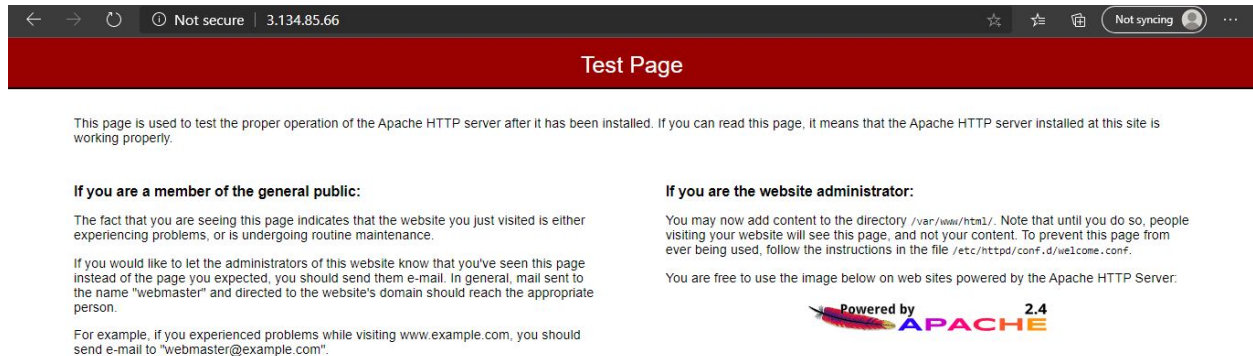 Not secure 3.134.85.66 Not syncing
Test Page
This page is used to test the proper operation of the Apache HTTP server after it has been installed. If you can read this page, it means that the Apache HTTP server installed at this site is
working properly.
If you are a member of the general public:
The fact that you are seeing this page indicates that the website you just visited is either
experiencing problems, or is undergoing routine maintenance.
If you would like to let the administrators of this website know that you've seen this page
instead of the page you expected, you should send them e-mail. In general, mail sent to
the name "webmaster" and directed to the website's domain should reach the appropriate
person.
For example, if you experienced problems while visiting www.example.com, you should
send e-mail to "webmaster@example.com".
If you are the website administrator:
You may now add content to the directory /var/www/html/. Note that until you do so, people
visiting your website will see this page, and not your content. To prevent this page from
ever being used, follow the instructions in the file /etc/httpd/conf.d/welcome.conf.
You are free to use the image below on web sites powered by the Apache HTTP Server:
Powered by 2.4
APACHE